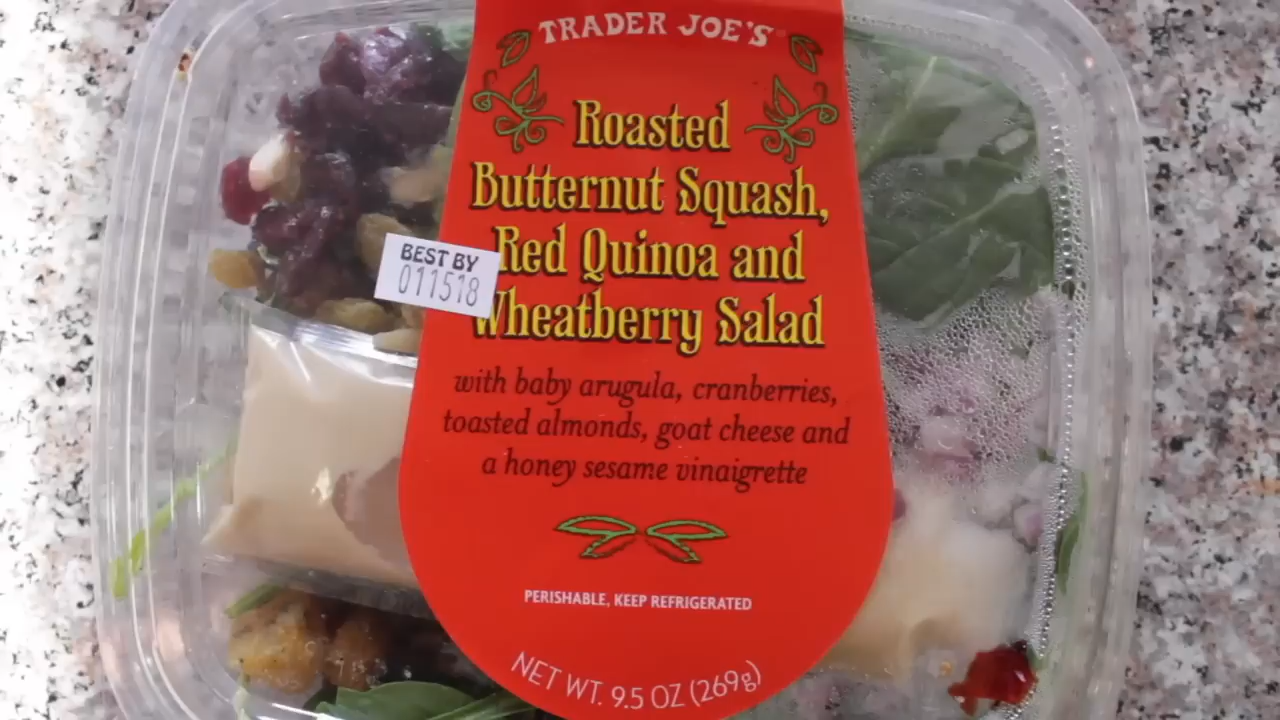 TRADER JOE'S
Roasted
Butternut Squash,
Red Quinoa and
Wheatberry Salad
BEST BY
011518
with baby arugula, cranberries,
toasted almonds, goat cheese and
a honey sesame vinaigrette
PERISHABLE, KEEP REFRIGERATED
NET WT. 9.5 OZ (269g)